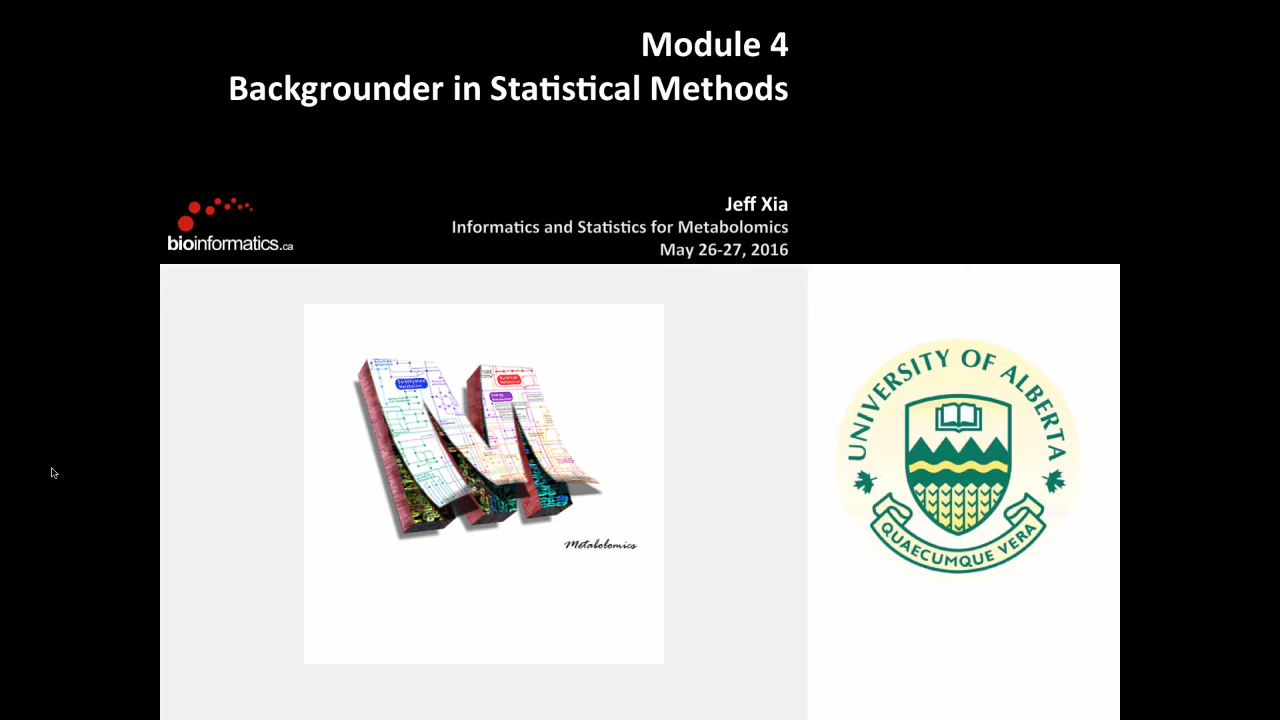 Module 4
Backgrounder in Statistical Methods
Jeff Xia
Informatics and Statistics for Metabolomics
May 26-27, 2016
bioinformatics.ca
Metabolomics
UNIVERSITY OF ALBERTA
QUAECUMQUE VERA